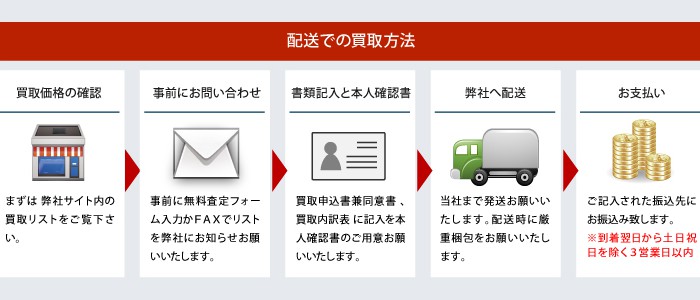 配送での買取方法
買取価格の確認
まずは 弊社サイト内の
買取リストをご覧下さ
い。
事前にお問い合わせ
事前に無料査定フォー
ム入力かFAXでリスト
を弊社にお知らせお願
いいたします。
書類記入と本人確認書
買取申込書兼同意書 、
買取内訳表 に記入を本
人確認書のご用意お願
いいたします。
弊社へ配送
当社まで発送お願いい
たします。配送時に厳
重梱包をお願いいたし
ます。
お支払い
ご記入された振込先に
お振込み致します。
※到着翌日から土日祝
日を除く3営業日以内